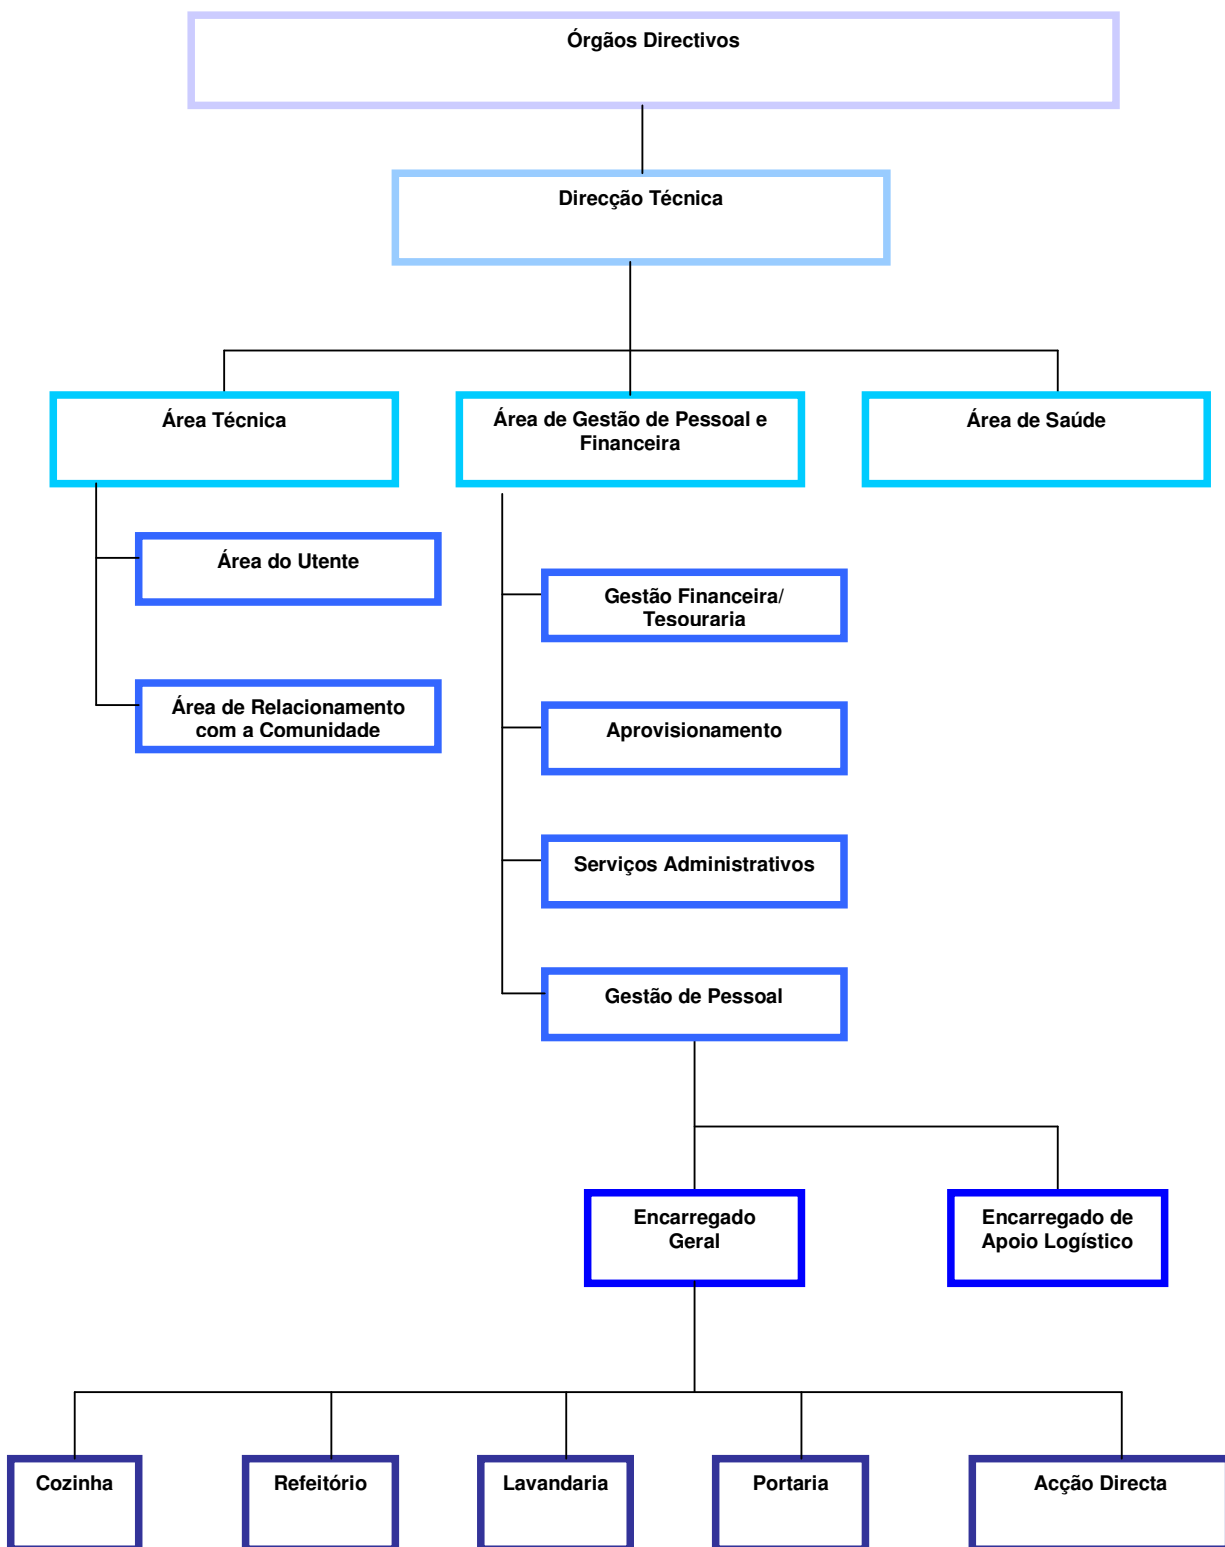 Órgãos Directivos
Direcção Técnica
Área Técnica
Área de Gestão de Pessoal e
Financeira
Área de Saúde
Área do Utente
Gestão Financeira/
Tesouraria
Área de Relacionamento
com a Comunidade
Aprovisionamento
Serviços Administrativos
Gestão de Pessoal
Encarregado
Geral
Encarregado de
Apoio Logístico
Cozinha
Refeitório
Lavandaria
Portaria
Acção Directa